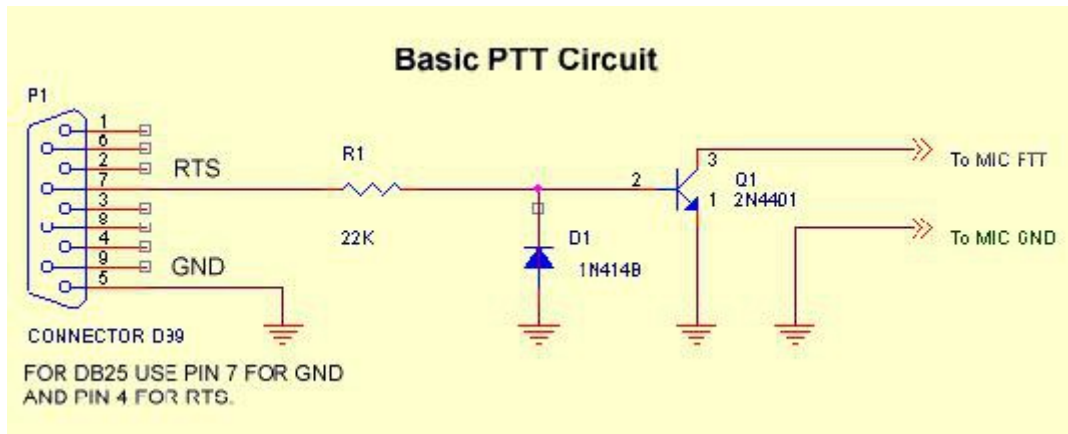 Basic PTT Circuit
P1
1
6
2
7
3
8
4
9
5
RTS
GND
R1
22K
D1
1N414B
2
3
1
Q1
2N4401
To MIC PTT
To MIC GND
CONNECTOR DB9
FOR DB25 USE PIN 7 FOR GND
AND PIN 4 FOR RTS.